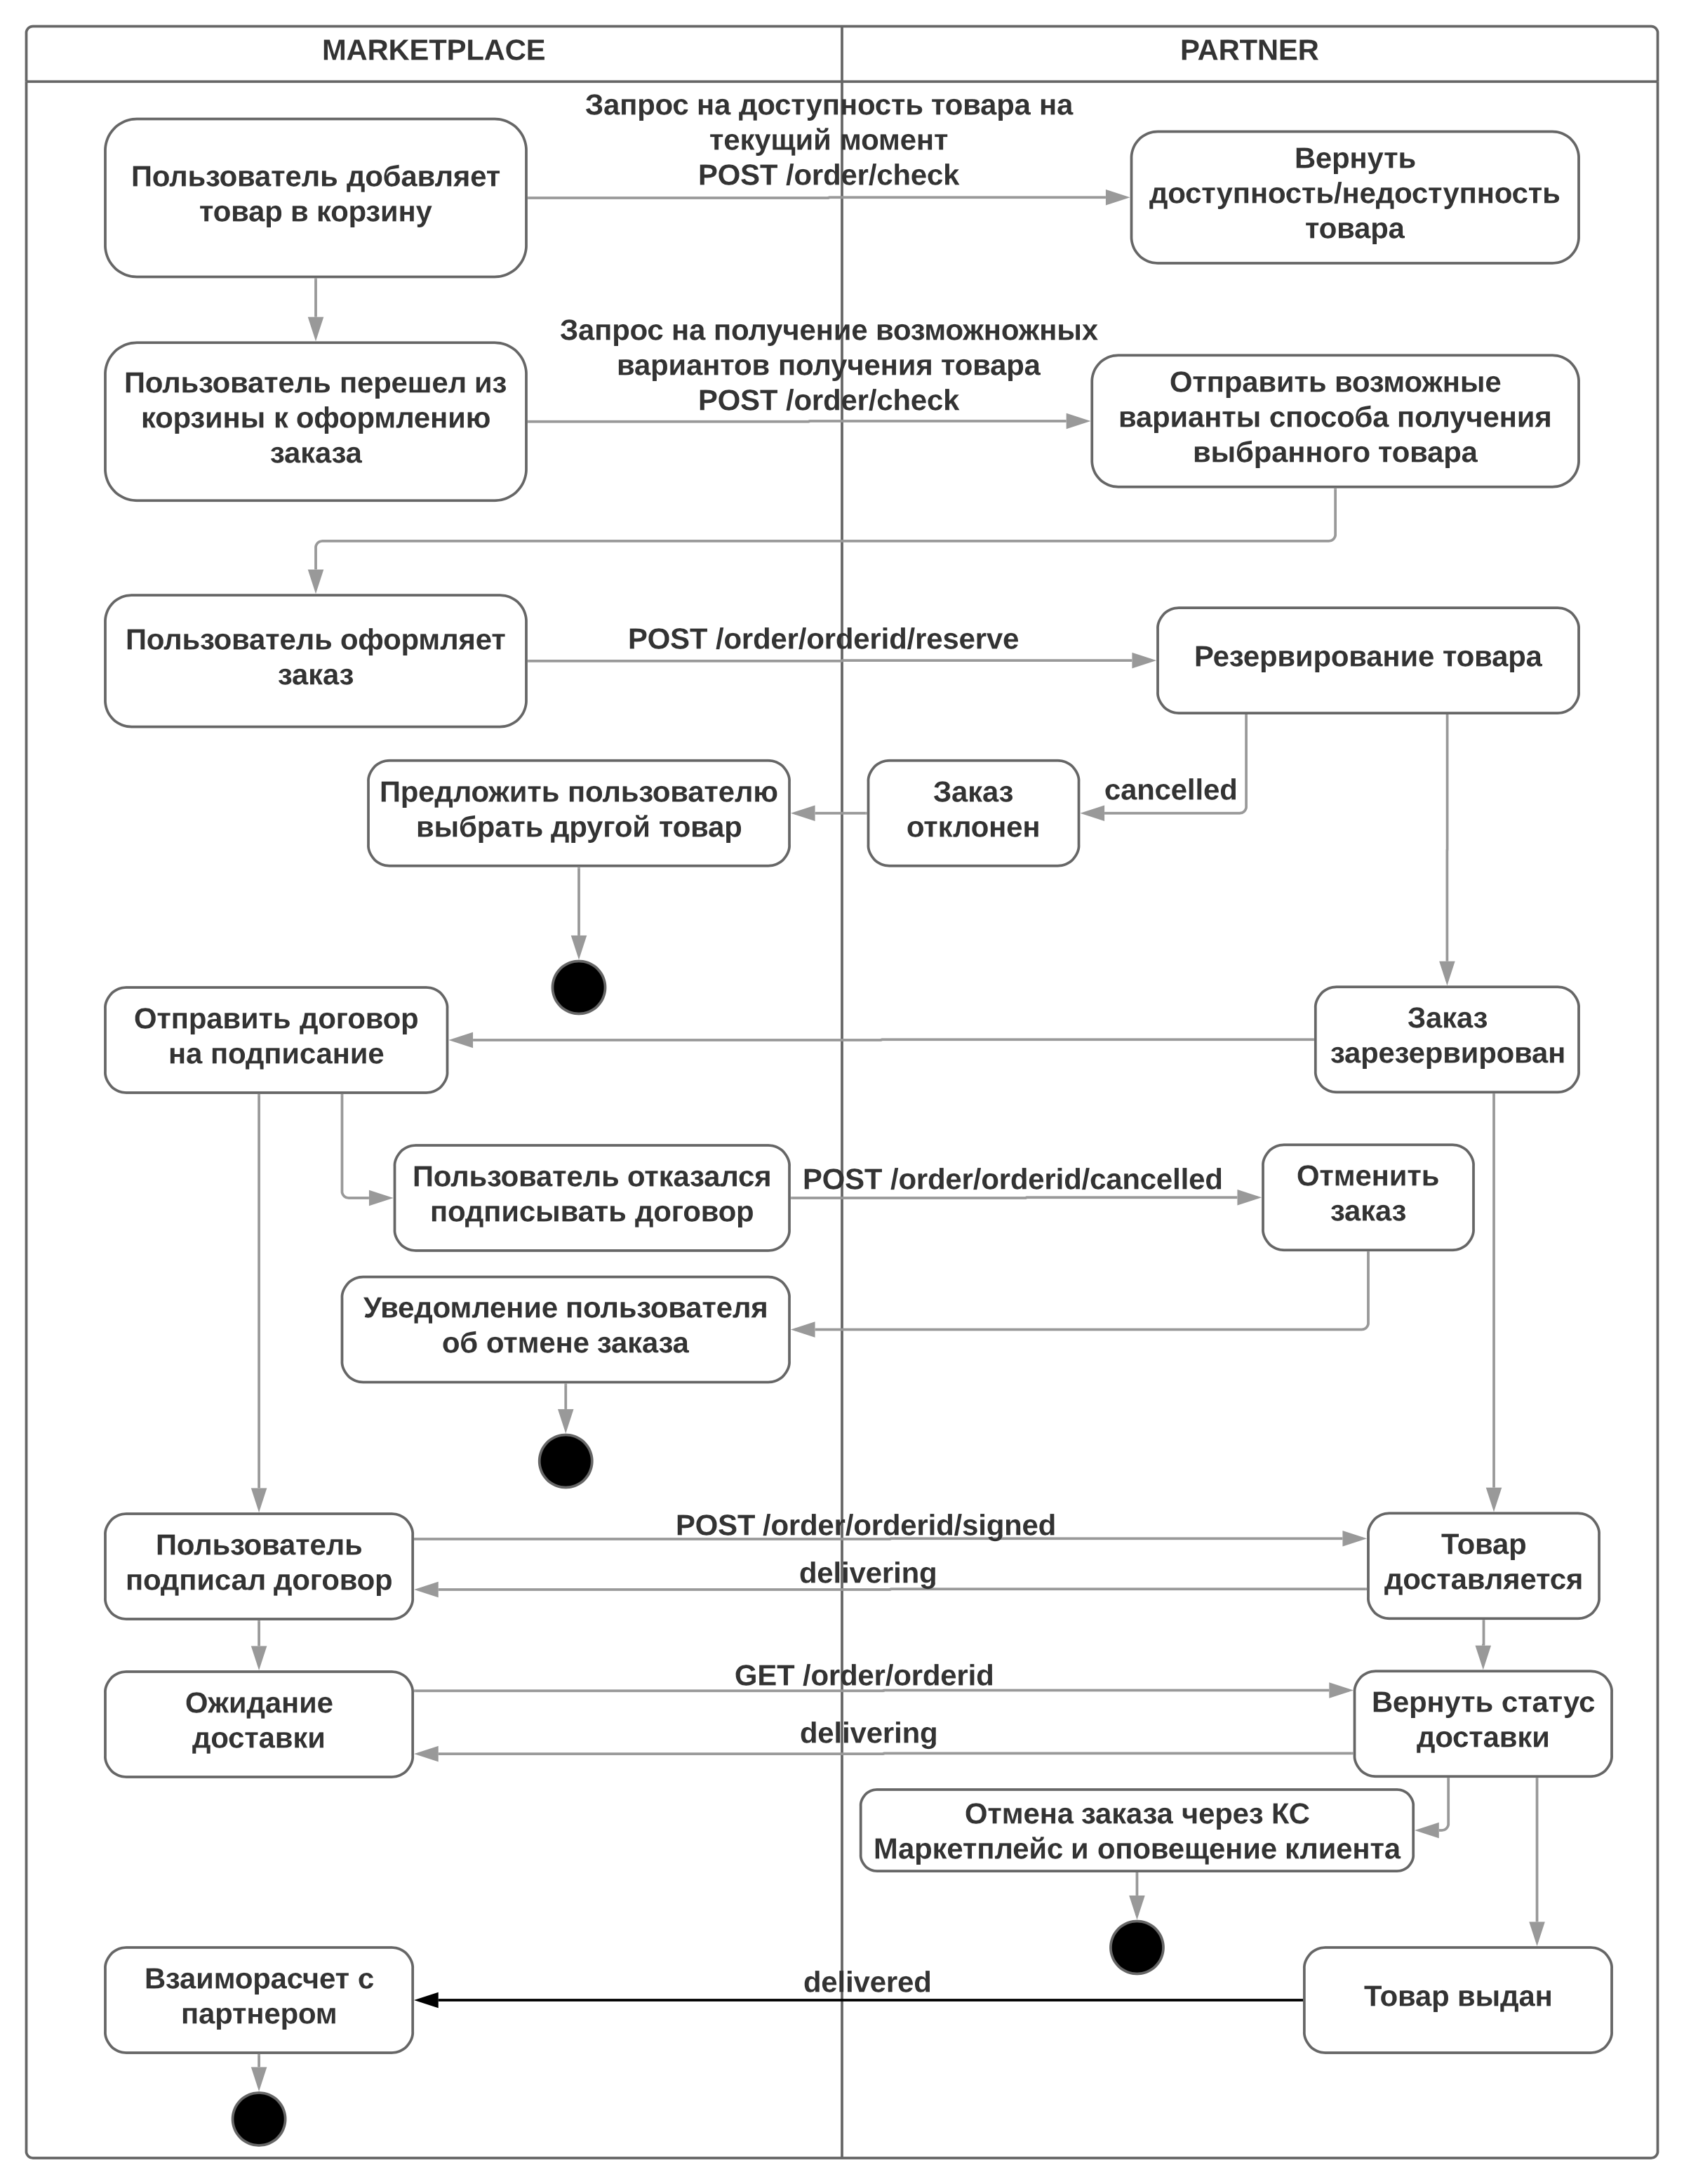 MARKETPLACE
PARTNER
Запрос на доступность товара на
текущий момент
POST /order/check
Пользователь добавляет
товар в корзину
Вернуть
доступность/недоступность
товара
Запрос на получение возможножных
вариантов получения товара
POST /order/check
Пользователь перешел из
корзины к оформлению
заказа
Отправить возможные
варианты способа получения
выбранного товара
Пользователь оформляет
заказ
POST /order/orderid/reserve
Резервирование товара
Предложить пользователю
выбрать другой товар
Заказ
отклонен
cancelled
Отправить договор
на подписание
Заказ
зарезервирован
Пользователь отказался
подписывать договор
POST /order/orderid/cancelled
Отменить
заказ
Уведомление пользователя
об отмене заказа
Пользователь
подписал договор
POST /order/orderid/signed
delivering
Товар
доставляется
Ожидание
доставки
GET /order/orderid
delivering
Вернуть статус
доставки
Отмена заказа через КС
Маркетплейс и оповещение клиента
Взаиморасчет с
партнером
delivered
Товар выдан